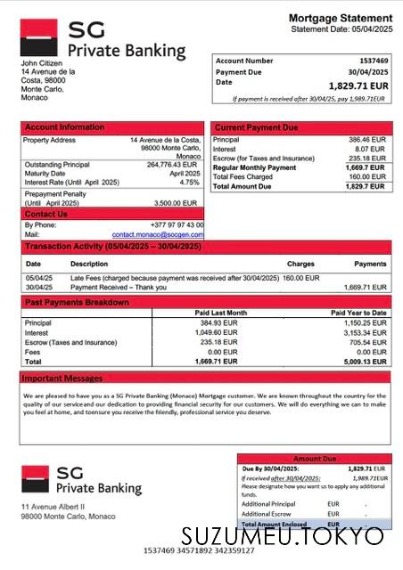 SG
Private Banking
Mortgage Statement
Statement Date: 05/04/2025
John Citizen
14 Avenue de la
Costa, 98000
Monte Carlo,
Monaco
Account Number 1537469
Payment Due 30/04/2025
Date
1,829.71 EUR
If payment is received after 30/04/25, pay 1,989.71EUR
Account Information
Property Address 14 Avenue de la Costa,
98000 Monte Carlo,
Monaco
Outstanding Principal 264,776.43 EUR
Maturity Date April 2025
Interest Rate (Until April 2025) 4.75%
Prepayment Penalty
(Until April 2025) 3,500.00 EUR
Contact Us
By Phone: +377 97 97 43 00
Mail: contact.monaco@socgen.com
Current Payment Due
Principal 386.46 EUR
Interest 8.07 EUR
Escrow (for Taxes and Insurance) 235.18 EUR
Regular Monthly Payment 1,669.7 EUR
Total Fees Charged 160.00 EUR
Total Amount Due 1,829.7 EUR
Transaction Activity (05/04/2025 – 30/04/2025)
Date Description Charges Payments
05/04/25 Late Fees (charged because payment was received after 30/04/2025) 160.00 EUR
30/04/25 Payment Received – Thank you 1,669.71 EUR
Past Payments Breakdown
Paid Last Month Paid Year to Date
Principal 384.93 EUR 1,150.25 EUR
Interest 1,049.60 EUR 3,153.34 EUR
Escrow (Taxes and Insurance) 235.18 EUR 705.54 EUR
Fees 0.00 EUR 0.00 EUR
Total 1,669.71 EUR 5,009.13 EUR
Important Messages
We are pleased to have you as a SG Private Banking (Monaco) Mortgage customer. We are known throughout the country for the
quality of our service and our dedication to providing financial security for our customers. We will do everything we can to make
you feel at home, and toensure you receive the friendly, professional service you deserve.
SG
Private Banking
11 Avenue Albert II
98000 Monte Carlo, Monaco
Amount Due
Due By 30/04/2025: 1,829.71 EUR
If received after 30/04/2025: 1,989.71EUR
Please designate how you want us to apply any additional
funds.
Additional Principal EUR .
Additional Escrow EUR .
Total Amount Enclosed EUR .
SUZUMEU.TOKYO
1537469 34571892 342359127